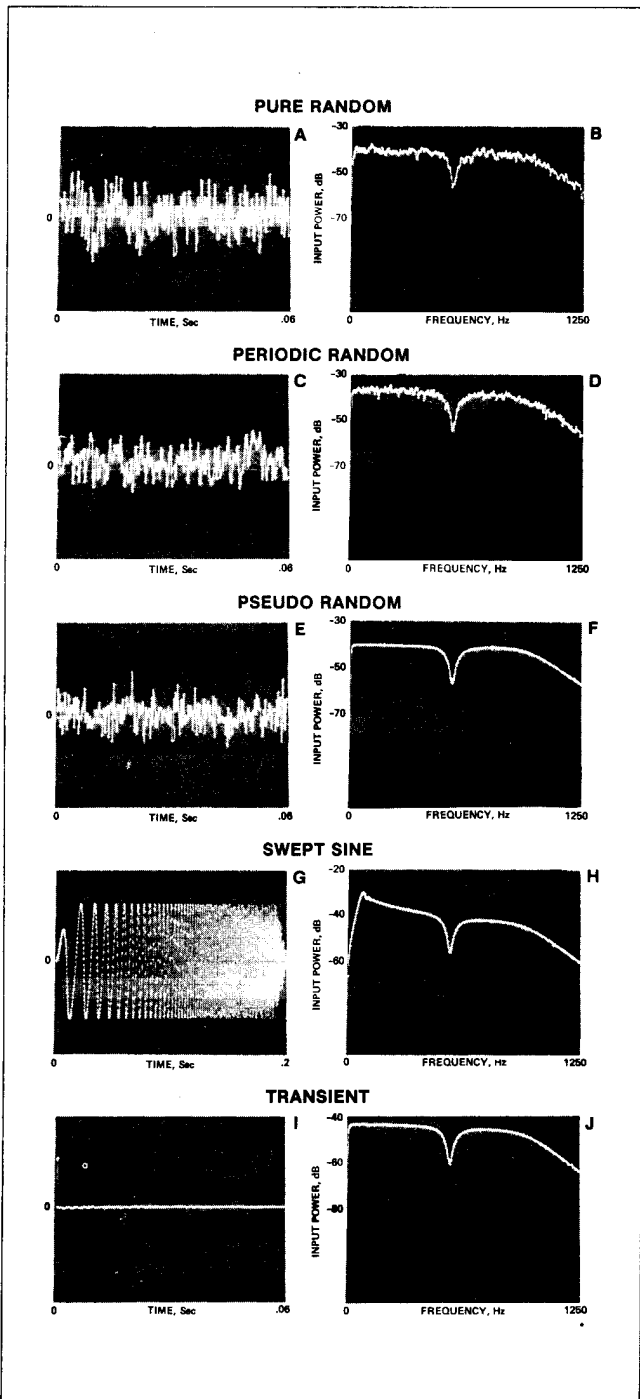 PURE RANDOM
A
0
0
TIME, Sec
.06
B
-30
-50
-70
INPUT POWER, dB
0
FREQUENCY, Hz
1250
PERIODIC RANDOM
C
0
0
TIME, Sec
.06
D
-30
-50
-70
INPUT POWER, dB
0
FREQUENCY, Hz
1250
PSEUDO RANDOM
E
0
0
TIME, Sec
.06
F
-30
-50
-70
INPUT POWER, dB
0
FREQUENCY, Hz
1250
SWEPT SINE
G
0
0
TIME, Sec
.2
H
-20
-40
-60
INPUT POWER, dB
0
FREQUENCY, Hz
1250
TRANSIENT
I
0
0
TIME, Sec
.06
J
-40
-60
-80
INPUT POWER, dB
0
FREQUENCY, Hz
1250